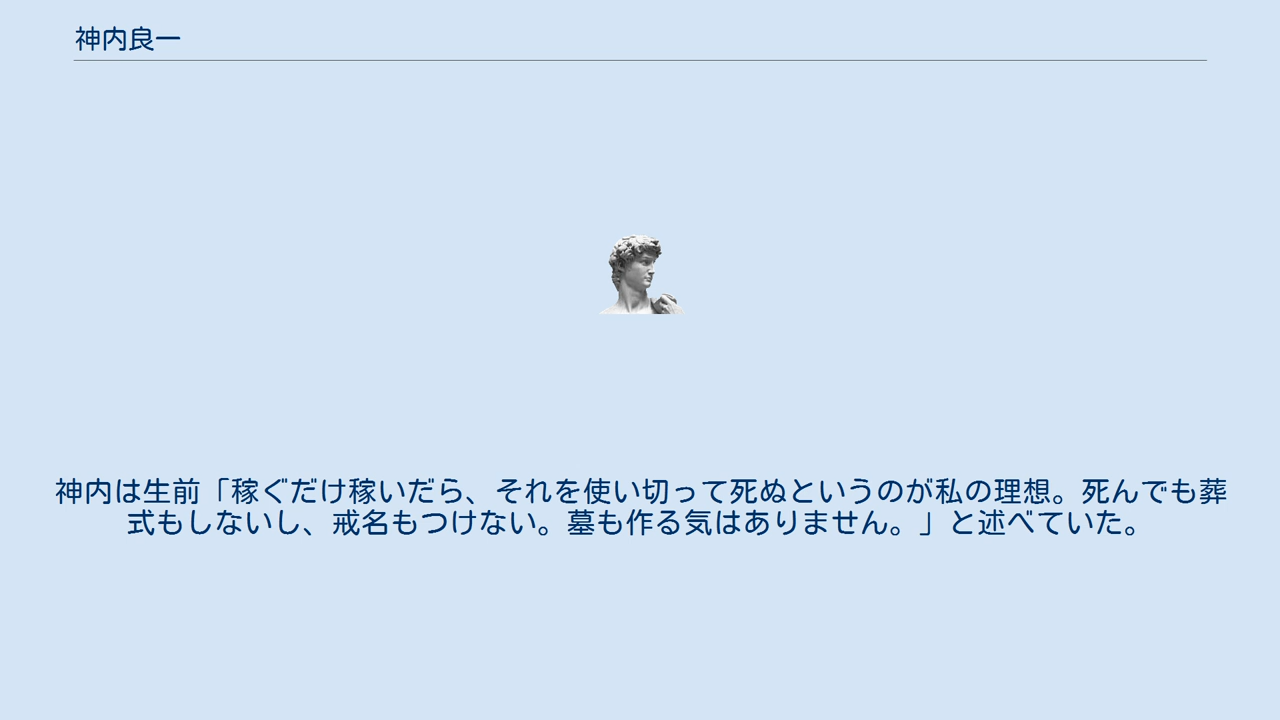 神内良一
神内は生前「稼ぐだけ稼いだら、それを使い切って死ぬというのが私の理想。死んでも葬
式もしないし、戒名もつけない。墓も作る気はありません。」と述べていた。